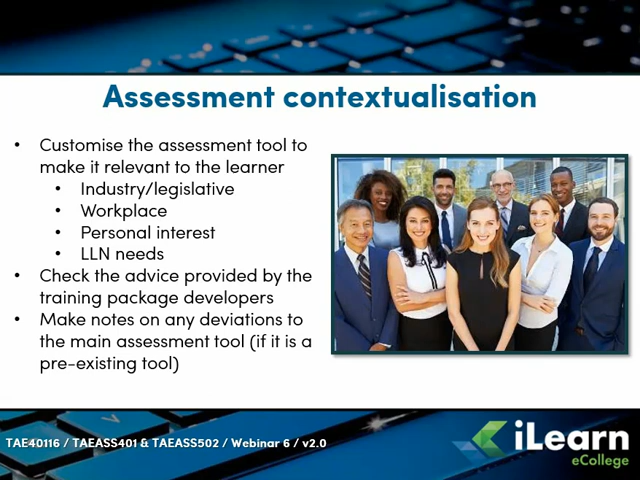 Assessment contextualisation
• Customise the assessment tool to
make it relevant to the learner
• Industry/legislative
• Workplace
• Personal interest
• LLN needs
• Check the advice provided by the
training package developers
• Make notes on any deviations to
the main assessment tool (if it is a
pre-existing tool)
TAE40116 / TAEASS401 & TAEASS502 / Webinar 6 / v2.0
iLearn
eCollege